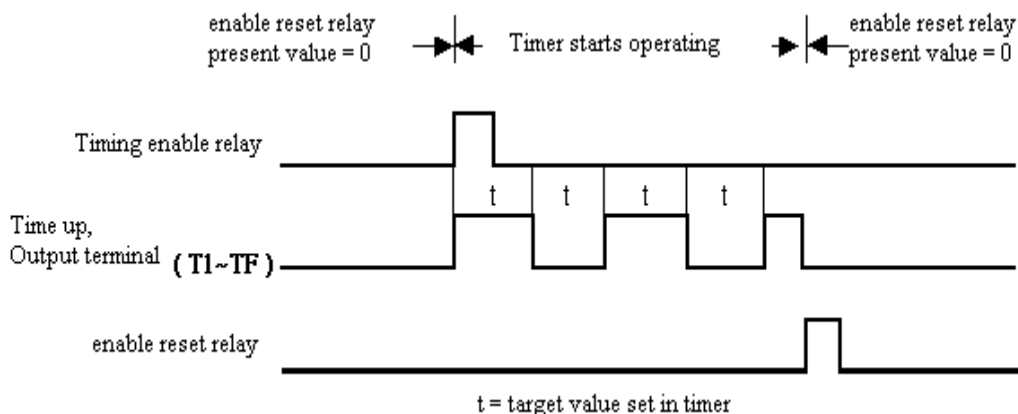 enable reset relay
present value = 0
Timer starts operating
enable reset relay
present value = 0
Timing enable relay
t t t t
Time up,
Output terminal ( T1~TF )
enable reset relay
t = target value set in timer